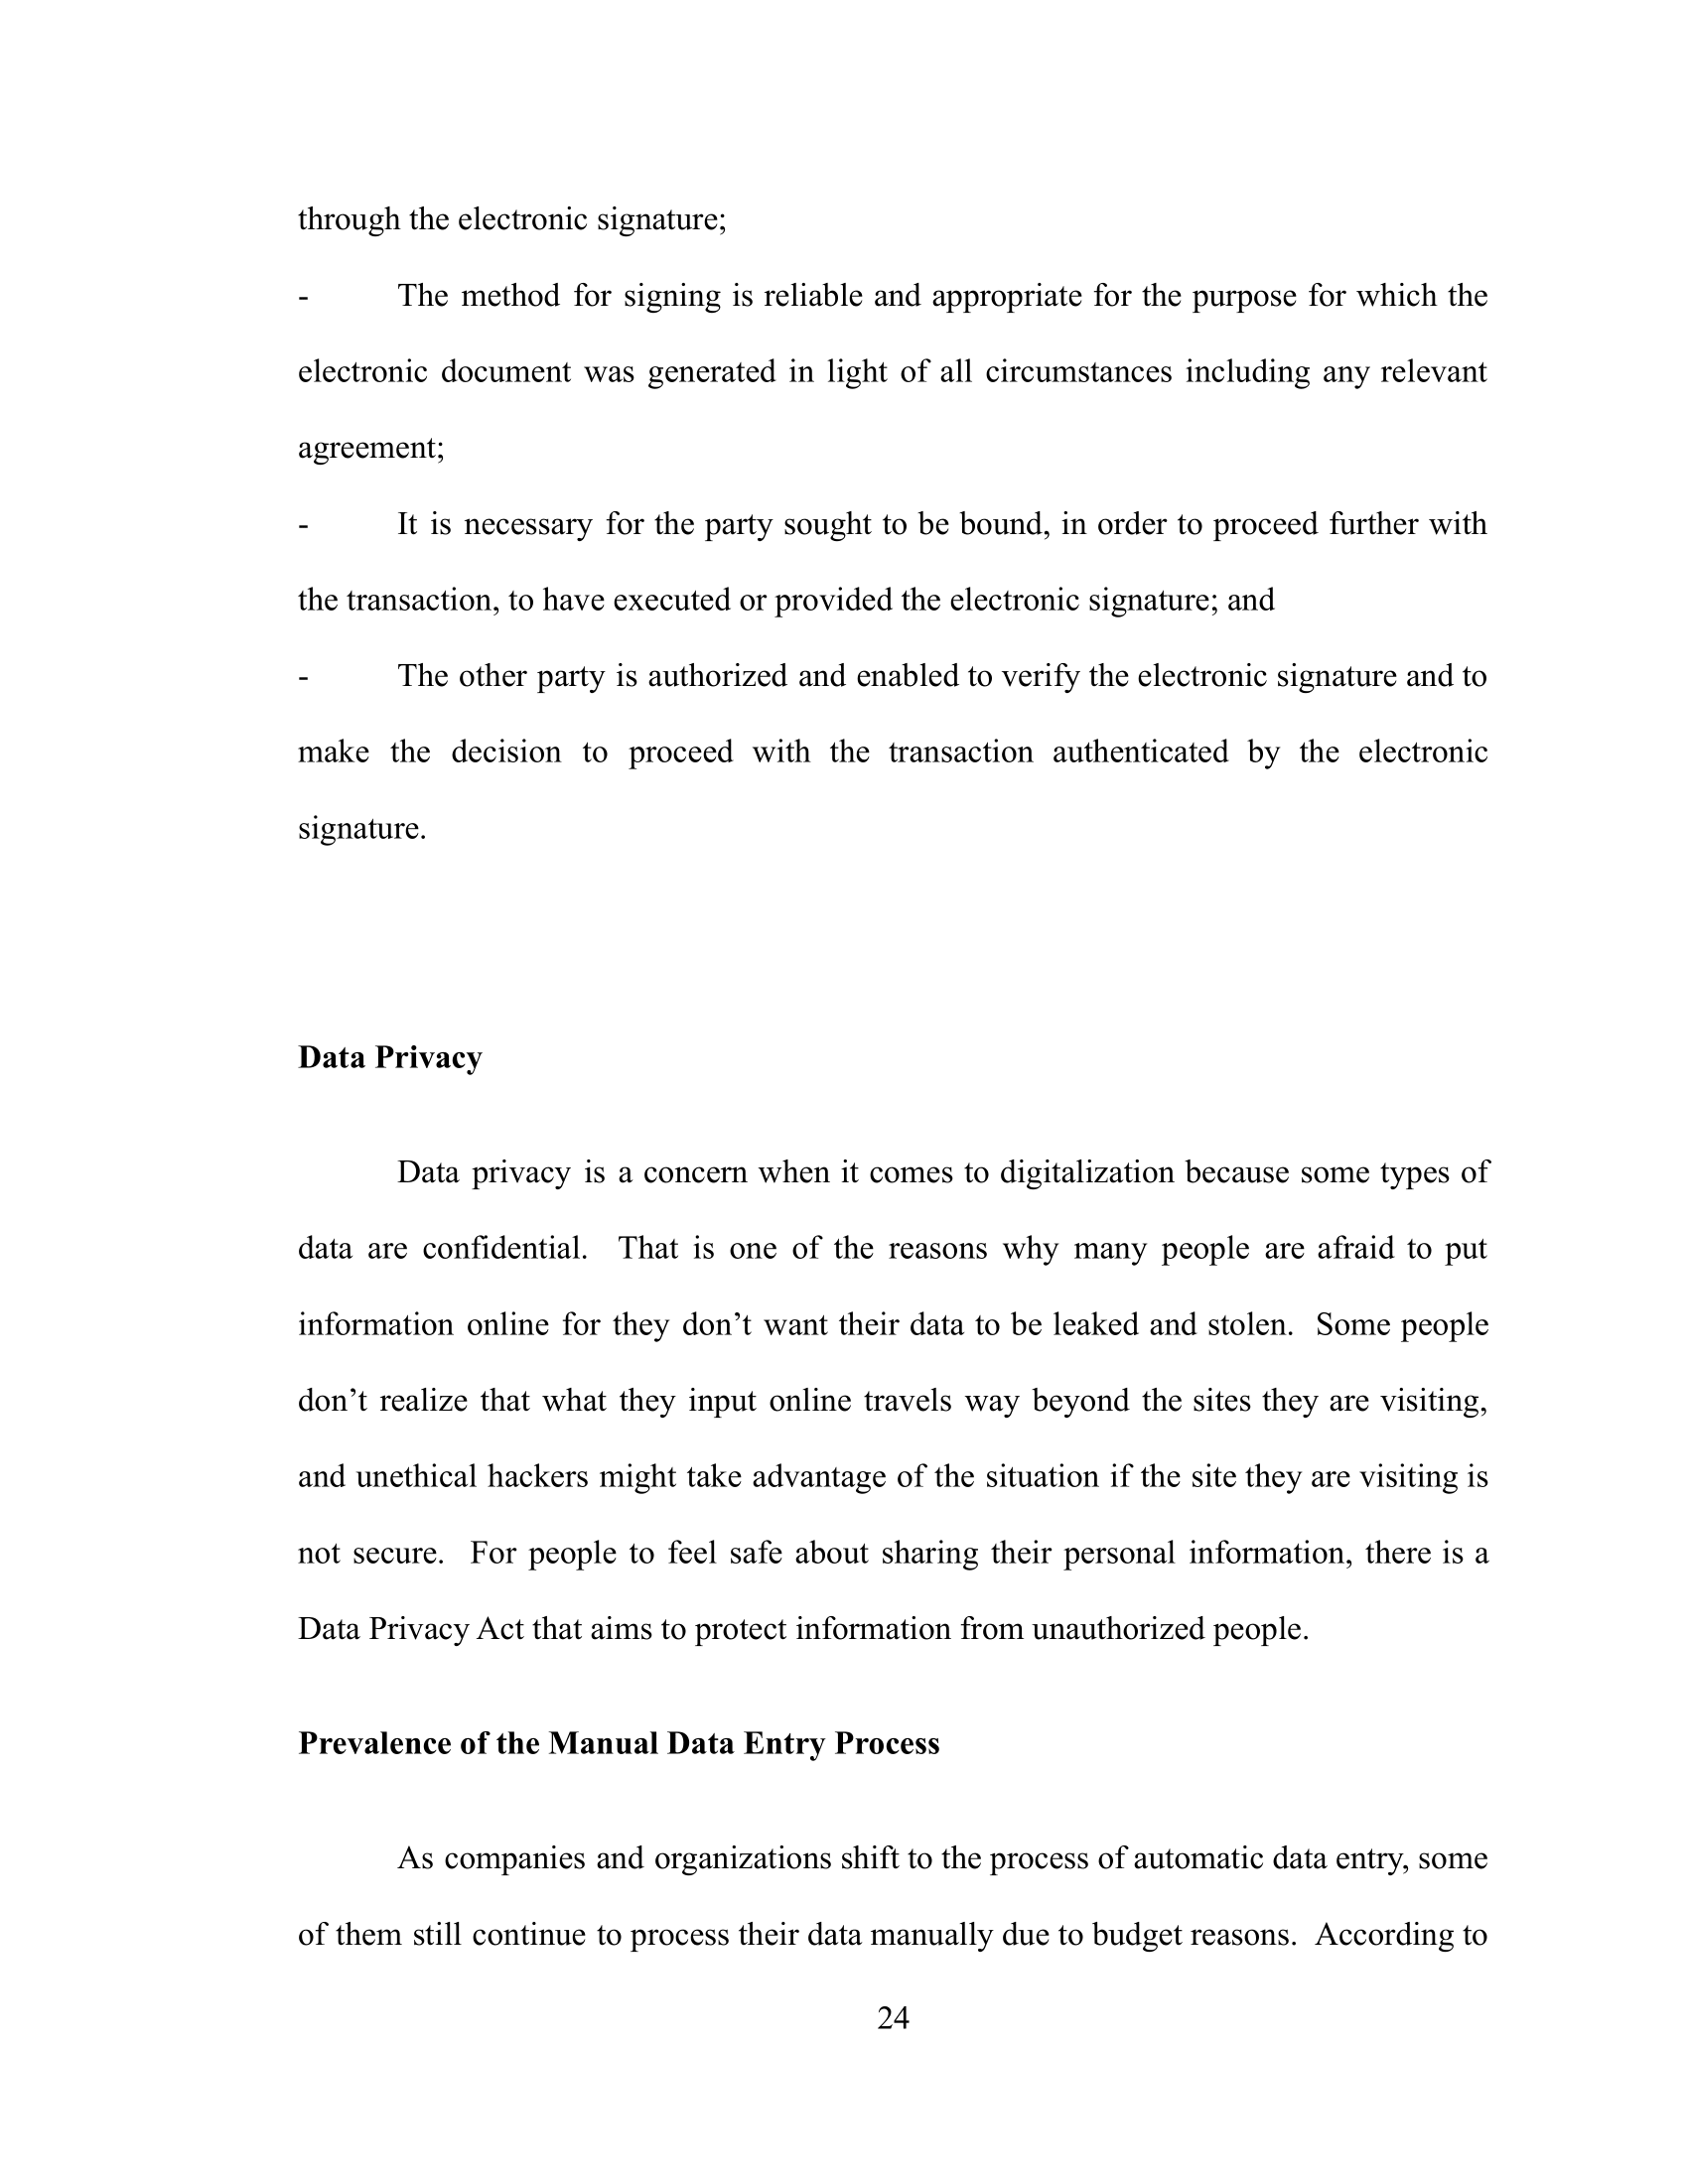 through the electronic signature;
- The method for signing is reliable and appropriate for the purpose for which the
electronic document was generated in light of all circumstances including any relevant
agreement;
- It is necessary for the party sought to be bound, in order to proceed further with
the transaction, to have executed or provided the electronic signature; and
- The other party is authorized and enabled to verify the electronic signature and to
make the decision to proceed with the transaction authenticated by the electronic
signature.
Data Privacy
Data privacy is a concern when it comes to digitalization because some types of
data are confidential. That is one of the reasons why many people are afraid to put
information online for they don’t want their data to be leaked and stolen. Some people
don’t realize that what they input online travels way beyond the sites they are visiting,
and unethical hackers might take advantage of the situation if the site they are visiting is
not secure. For people to feel safe about sharing their personal information, there is a
Data Privacy Act that aims to protect information from unauthorized people.
Prevalence of the Manual Data Entry Process
As companies and organizations shift to the process of automatic data entry, some
of them still continue to process their data manually due to budget reasons. According to
24